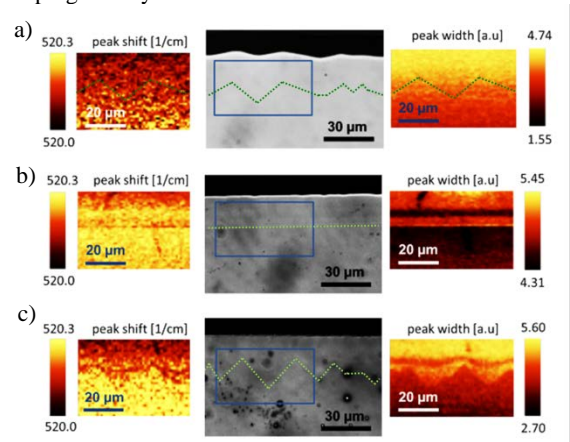 a)
520.3 peak shift [1/cm] peak width [a.u] 4.74
20 µm 30 µm 20 µm
520.0 1.55
b)
520.3 peak shift [1/cm] peak width [a.u] 5.45
20 µm 30 µm 20 µm
520.0 4.31
c)
520.3 peak shift [1/cm] peak width [a.u] 5.60
20 µm 30 µm 20 µm
520.0 2.70